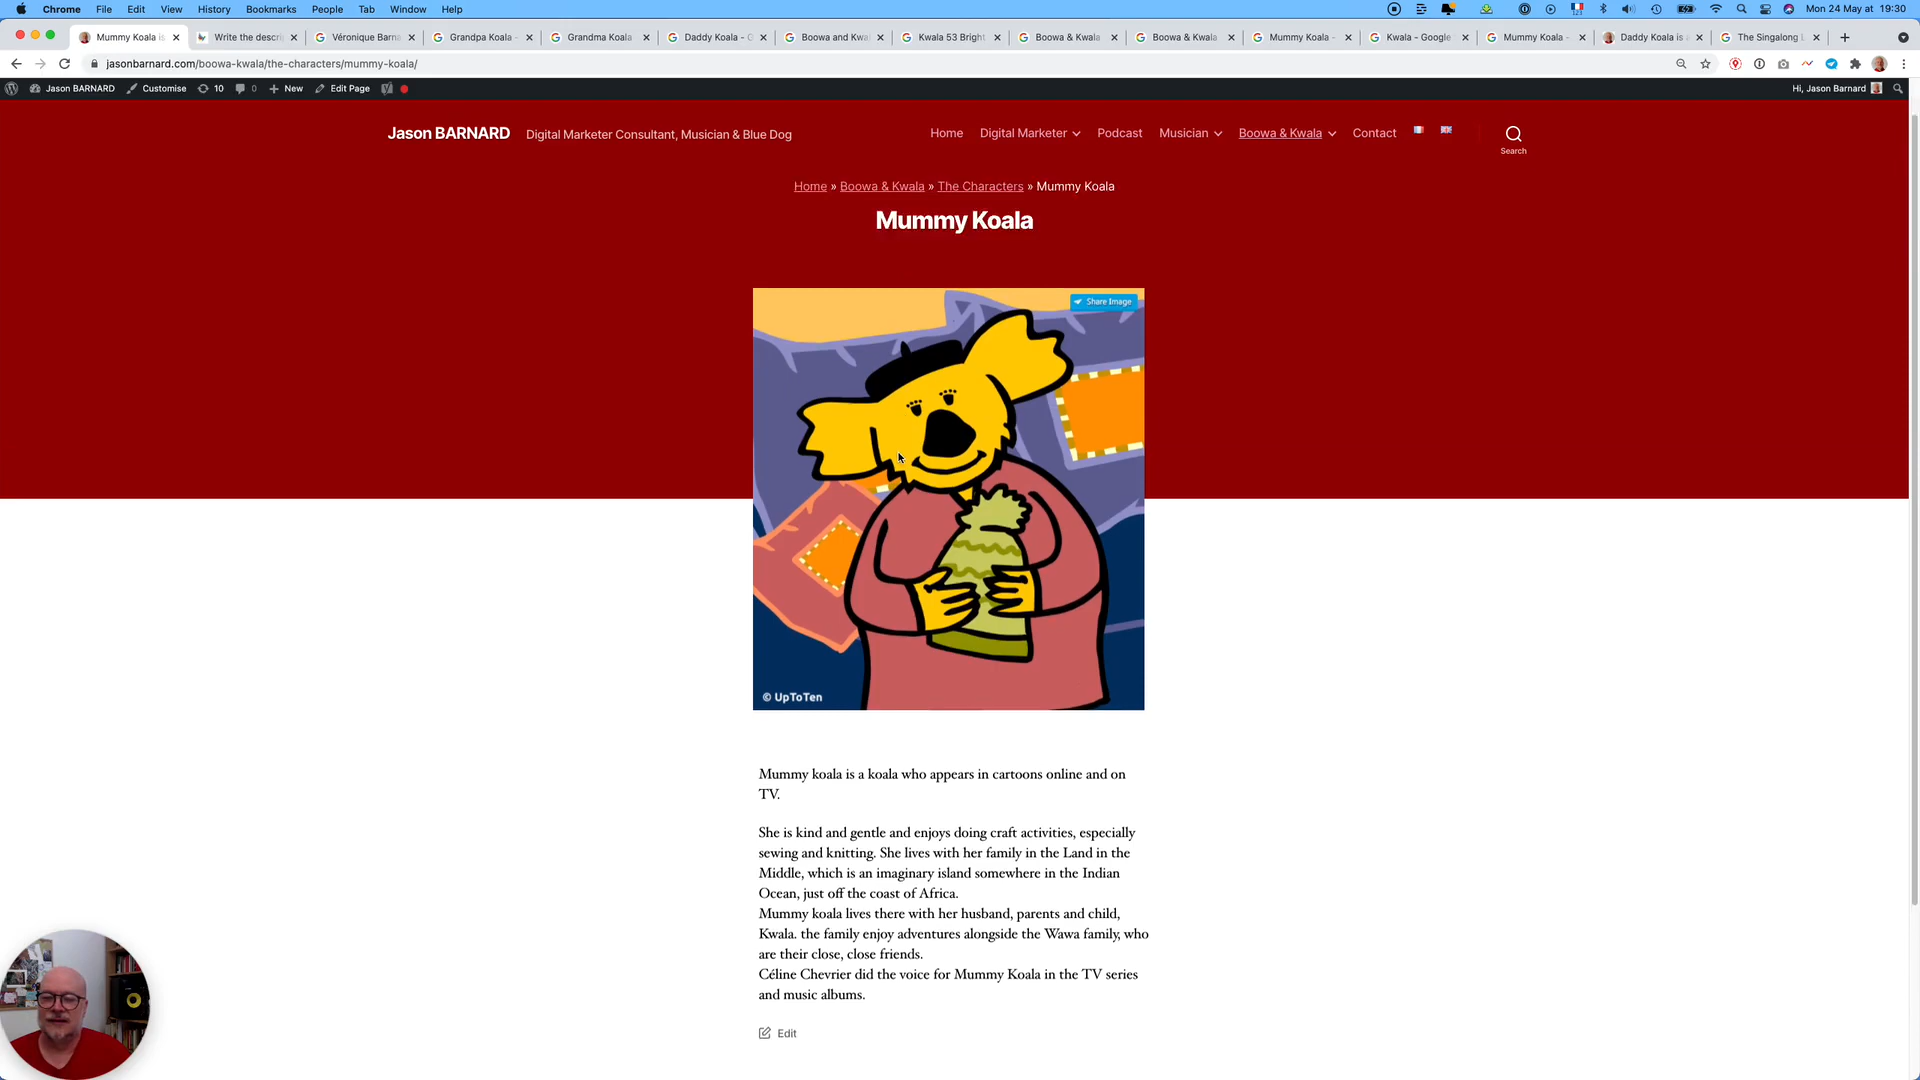 Chrome File Edit View History Bookmarks People Tab Window Help Mon 24 May at 19:30
Mummy Koala is Write the descri Véronique Barna Grandpa Koala - Grandma Koala Daddy Koala - G Boowa and Kwa Kwala 53 Bright Boowa & Kwala Boowa & Kwala Mummy Koala - Kwala - Google Mummy Koala - Daddy Koala is The Singalong
jasonbarnard.com/boowa-kwala/the-characters/mummy-koala/
Jason BARNARD Customise 10 0 New Edit Page Hi, Jason Barnard
Jason BARNARD Digital Marketer Consultant, Musician & Blue Dog Home Digital Marketer Podcast Musician Boowa & Kwala Contact
Search
Home » Boowa & Kwala » The Characters » Mummy Koala
Mummy Koala
Share Image
© UpToTen
Mummy koala is a koala who appears in cartoons online and on
TV.
She is kind and gentle and enjoys doing craft activities, especially
sewing and knitting. She lives with her family in the Land in the
Middle, which is an imaginary island somewhere in the Indian
Ocean, just off the coast of Africa.
Mummy koala lives there with her husband, parents and child,
Kwala. the family enjoy adventures alongside the Wawa family, who
are their close, close friends.
Céline Chevrier did the voice for Mummy Koala in the TV series
and music albums.
Edit